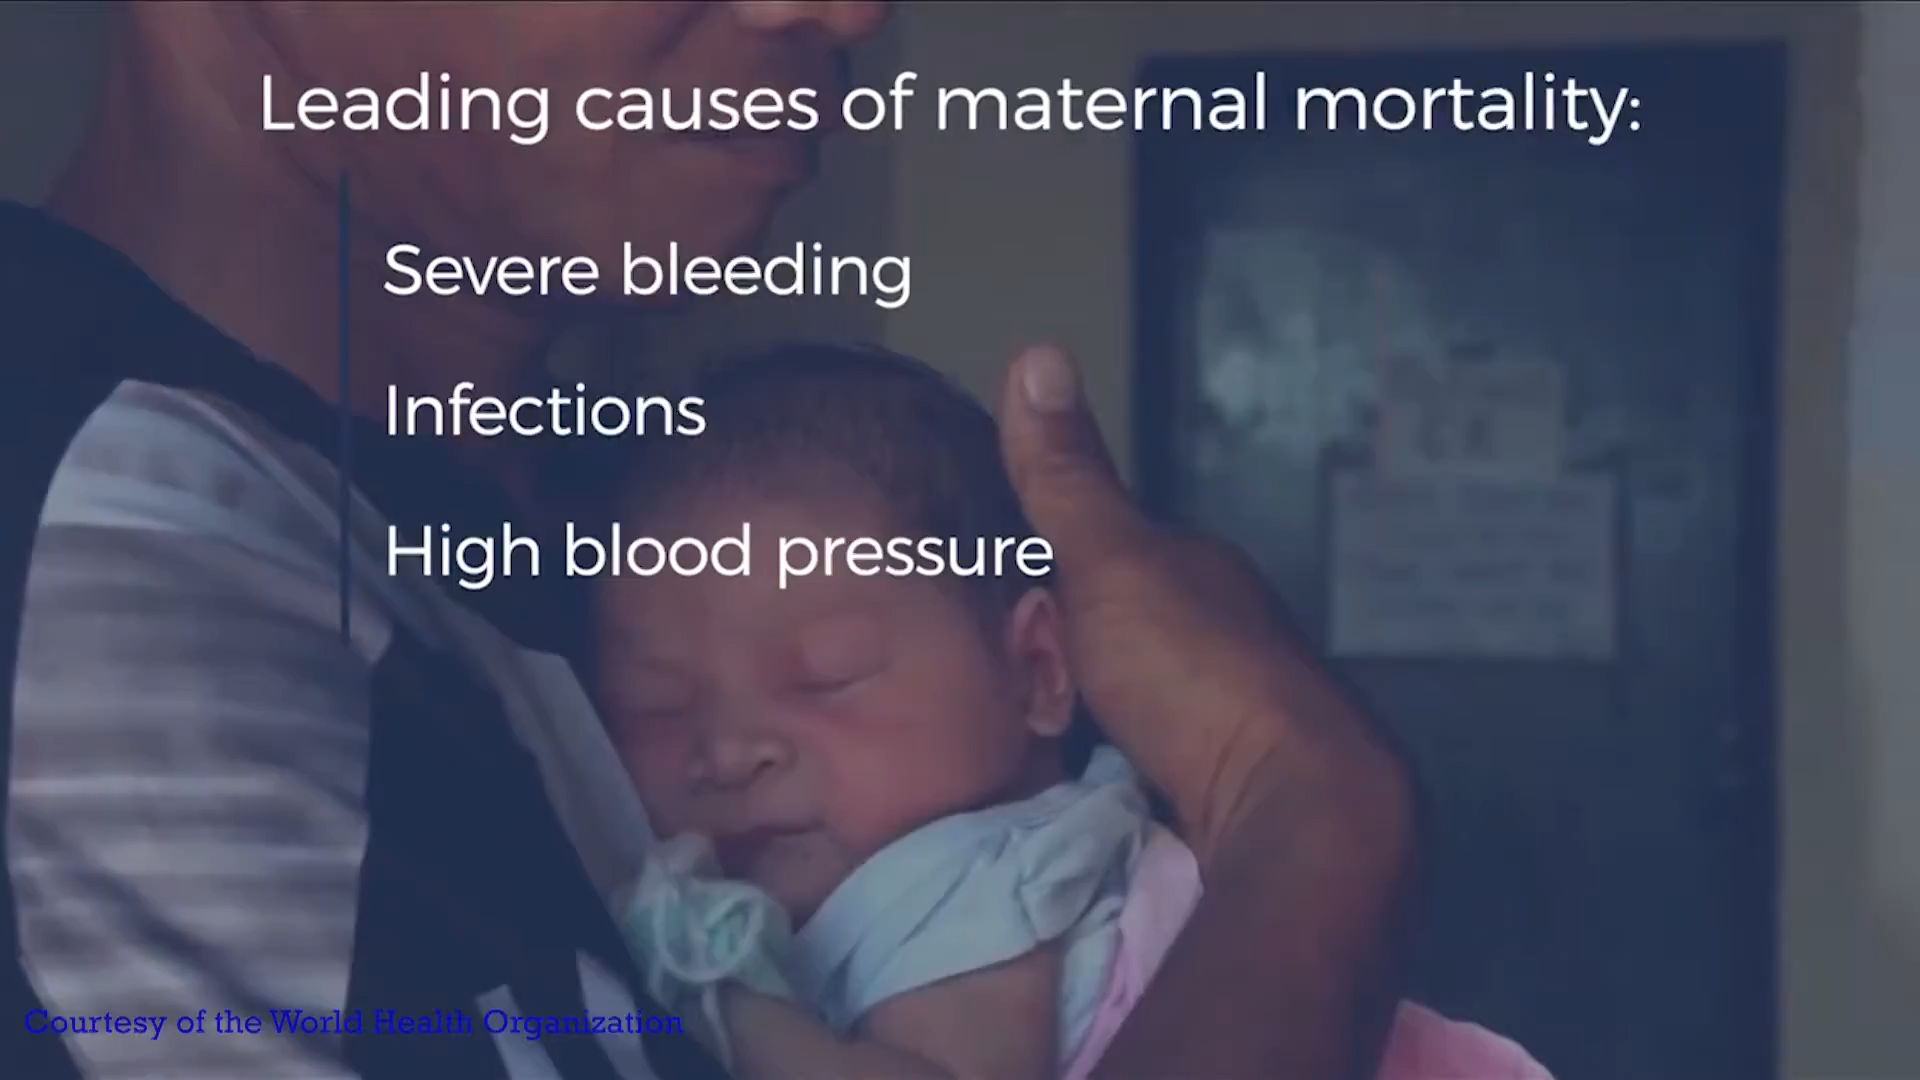 Leading causes of maternal mortality:
Severe bleeding
Infections
High blood pressure
Courtesy of the World Health Organization